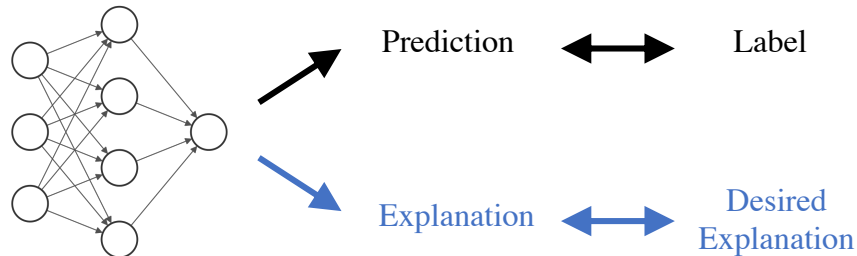 Prediction
Label
Explanation
Desired
Explanation